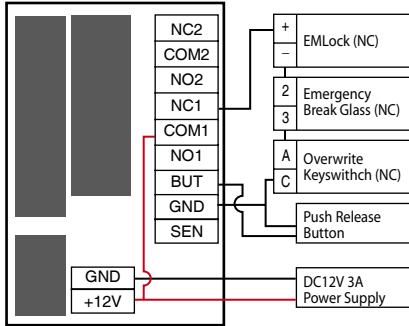 NC2
COM2
NO2
NC1
COM1
NO1
BUT
GND
SEN
GND
+12V
+
−
EMLock (NC)
2
3
Emergency
Break Glass (NC)
A
C
Overwrite
Keyswithch (NC)
Push Release
Button
DC12V 3A
Power Supply